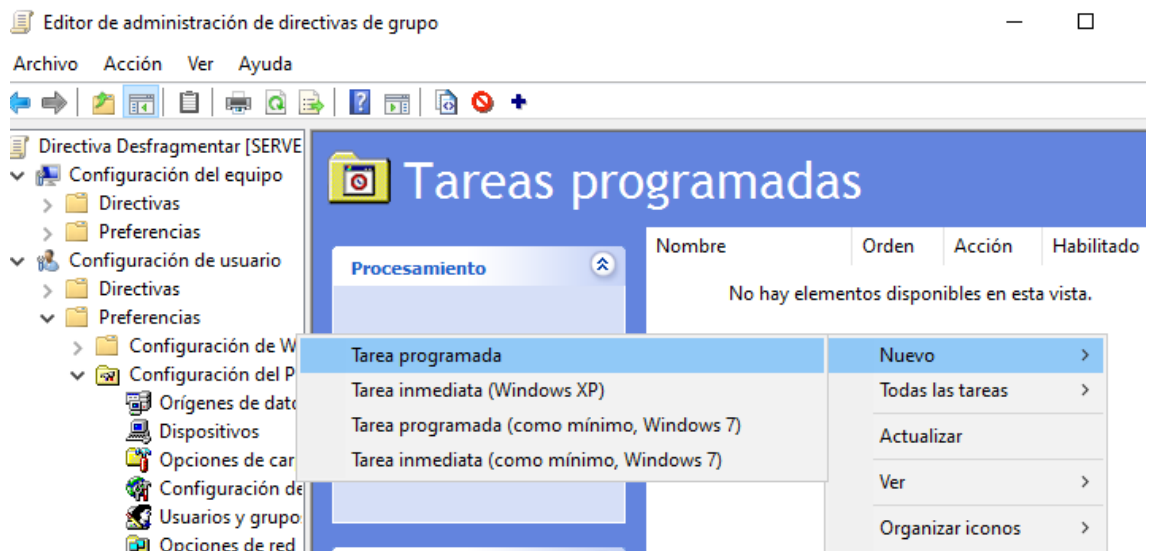 Editor de administración de directivas de grupo
Archivo Acción Ver Ayuda
Directiva Desfragmentar [SERVE
Configuración del equipo
Directivas
Preferencias
Configuración de usuario
Directivas
Preferencias
Configuración de W
Configuración del P
Orígenes de dato
Dispositivos
Opciones de car
Configuración de
Usuarios y grupo
Opciones de red
Tareas programadas
Procesamiento
Nombre Orden Acción Habilitado
No hay elementos disponibles en esta vista.
Tarea programada
Tarea inmediata (Windows XP)
Tarea programada (como mínimo, Windows 7)
Tarea inmediata (como mínimo, Windows 7)
Nuevo
Todas las tareas
Actualizar
Ver
Organizar iconos